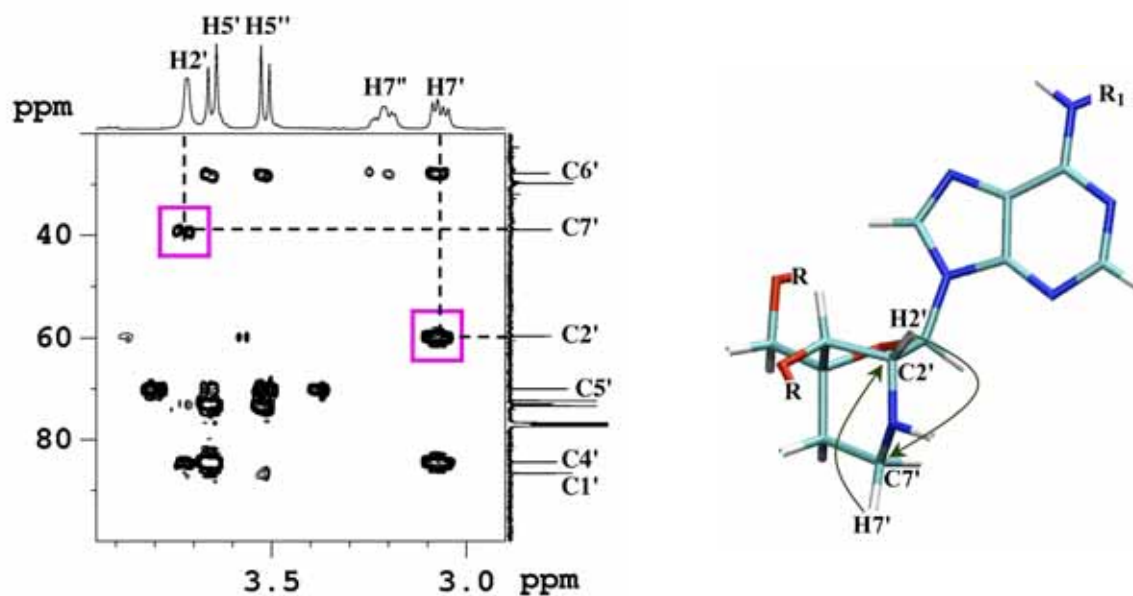 H5' H5''
H2'
H7" H7'
ppm
C6'
40
C7'
60
C2'
C5'
80
C4'
C1'
3.5 3.0 ppm
R₁
R
H2'
R
C2'
C7'
H7'